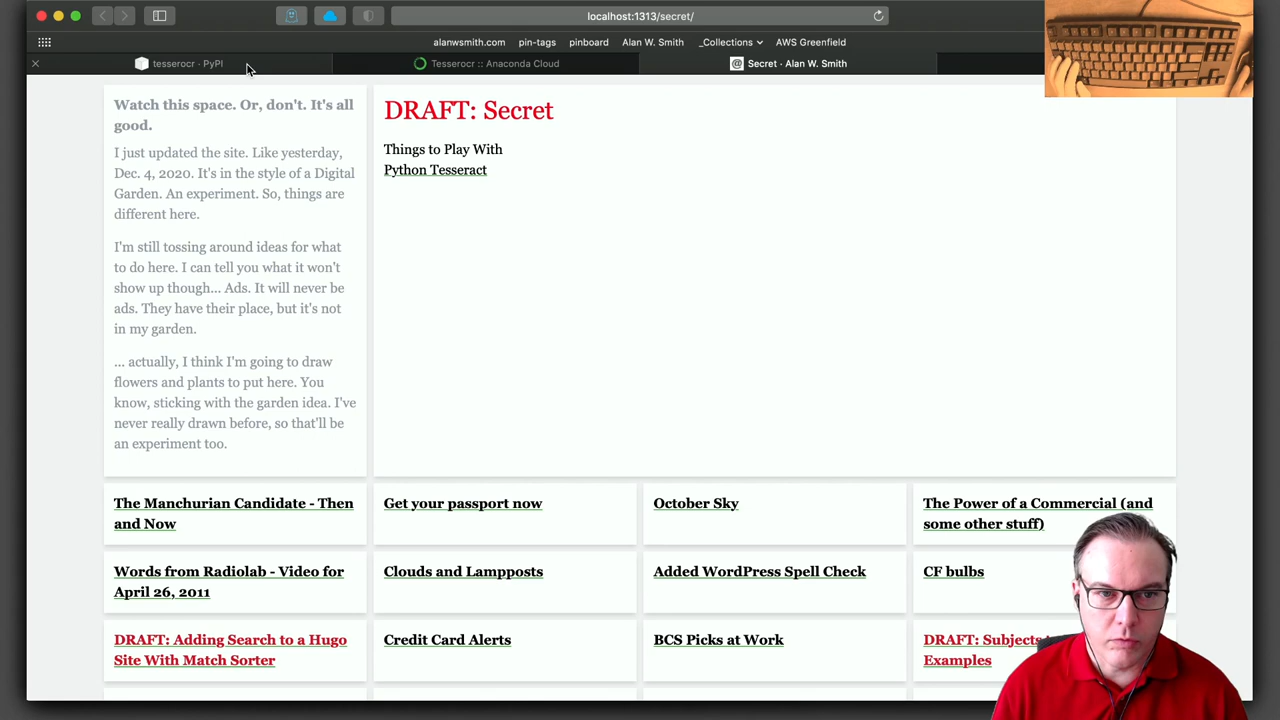 localhost:1313/secret/
alanwsmith.com pin-tags pinboard Alan W. Smith _Collections AWS Greenfield
tesserocr · PyPI
Tesserocr :: Anaconda Cloud
@ Secret · Alan W. Smith
Watch this space. Or, don't. It's all
good.
I just updated the site. Like yesterday,
Dec. 4, 2020. It's in the style of a Digital
Garden. An experiment. So, things are
different here.
I'm still tossing around ideas for what
to do here. I can tell you what it won't
show up though... Ads. It will never be
ads. They have their place, but it's not
in my garden.
... actually, I think I'm going to draw
flowers and plants to put here. You
know, sticking with the garden idea. I've
never really drawn before, so that'll be
an experiment too.
DRAFT: Secret
Things to Play With
Python Tesseract
The Manchurian Candidate - Then
and Now
Get your passport now
October Sky
The Power of a Commercial (and
some other stuff)
Words from Radiolab - Video for
April 26, 2011
Clouds and Lampposts
Added WordPress Spell Check
CF bulbs
DRAFT: Adding Search to a Hugo
Site With Match Sorter
Credit Card Alerts
BCS Picks at Work
DRAFT: Subjects
Examples